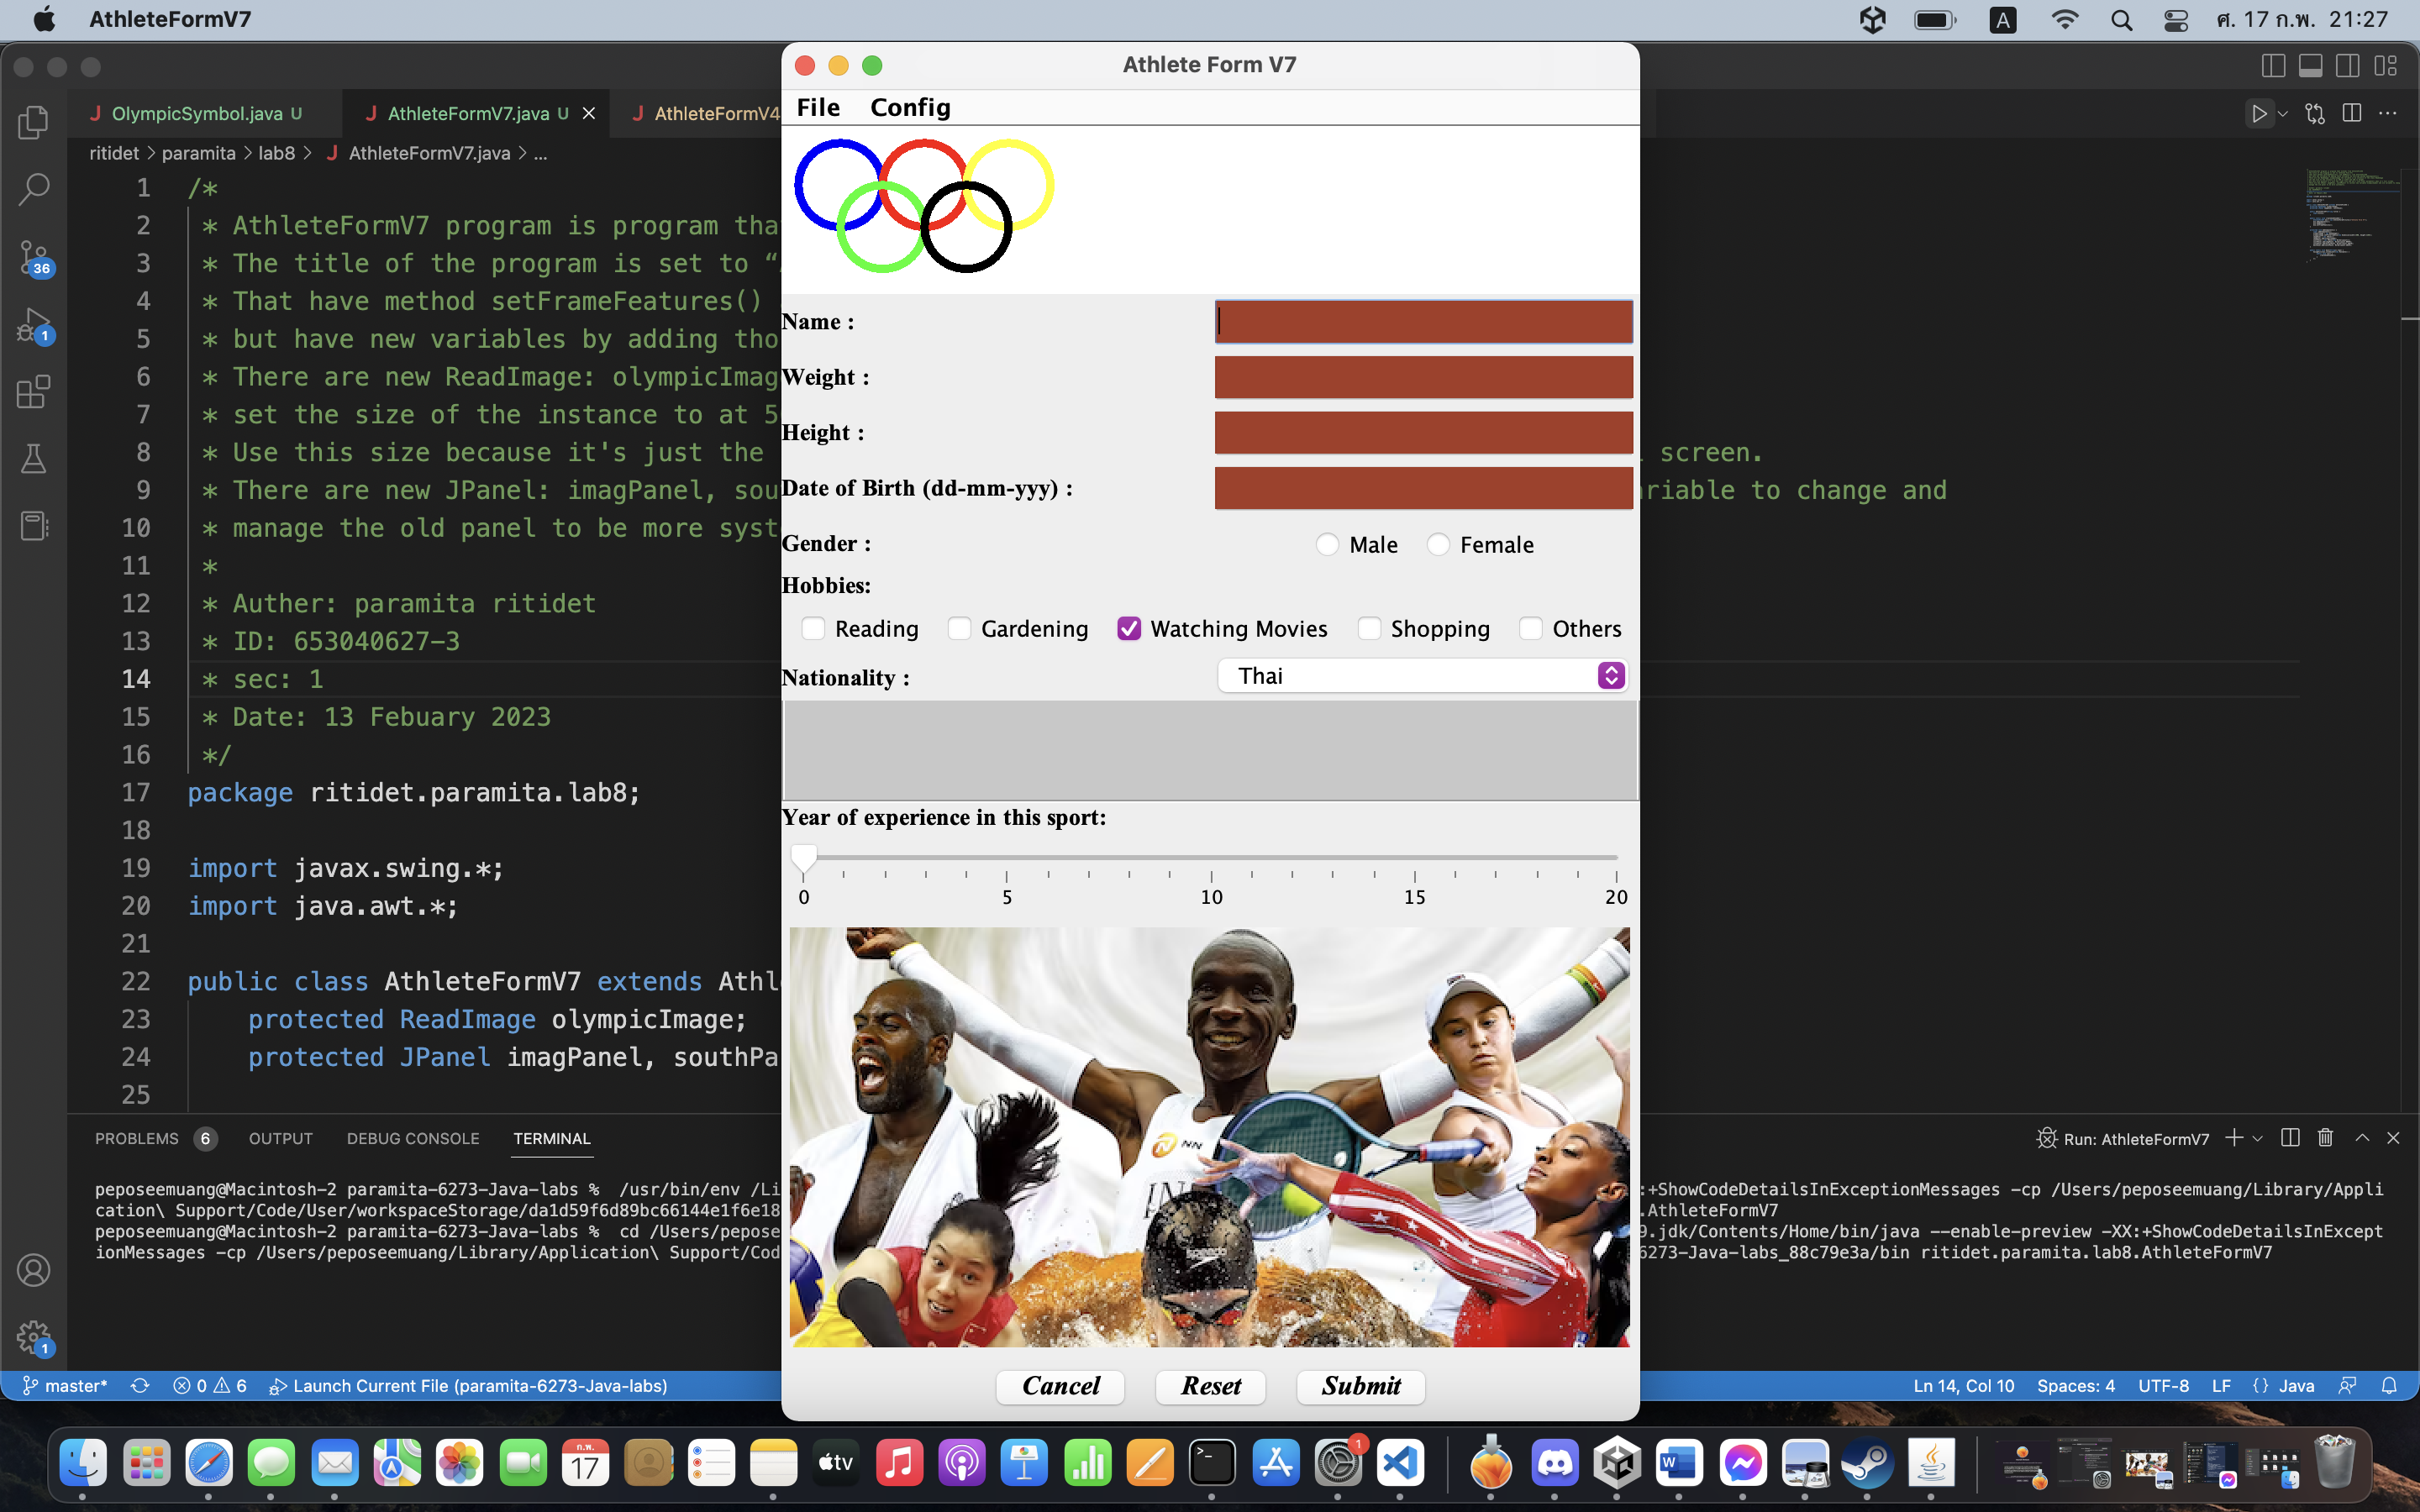 AthleteFormV7
A
ศ. 17 ก.พ. 21:27
Athlete Form V7
OlympicSymbol.java U
AthleteFormV7.java U
AthleteFormV4
ritidet > paramita > lab8 > AthleteFormV7.java > ...
File Config
1 /*
2 * AthleteFormV7 program is program tha
3 * The title of the program is set to “
4 * That have method setFrameFeatures()
5 * but have new variables by adding tho
6 * There are new ReadImage: olympicImag
7 * set the size of the instance to at 5
8 * Use this size because it's just the
screen.
9 * There are new JPanel: imagPanel, sou
riable to change and
10 * manage the old panel to be more syst
11 *
12 * Auther: paramita ritidet
13 * ID: 653040627-3
14 * sec: 1
15 * Date: 13 Febuary 2023
16 */
17 package ritidet.paramita.lab8;
18
19 import javax.swing.*;
20 import java.awt.*;
21
22 public class AthleteFormV7 extends Athl
23 protected ReadImage olympicImage;
24 protected JPanel imagPanel, southPa
25
Name :
Weight :
Height :
Date of Birth (dd-mm-yyy) :
Gender :
Male Female
Hobbies:
Reading Gardening Watching Movies Shopping Others
Nationality :
Thai
Year of experience in this sport:
0 5 10 15 20
NN
speedo
Cancel Reset Submit
36
1
1
PROBLEMS 6 OUTPUT DEBUG CONSOLE TERMINAL
Run: AthleteFormV7
peposeemuang@Macintosh-2 paramita-6273-Java-labs % /usr/bin/env /Li
:+ShowCodeDetailsInExceptionMessages -cp /Users/peposeemuang/Library/Appli
cation\ Support/Code/User/workspaceStorage/da1d59f6d89bc66144e1f6e18
.AthleteFormV7
peposeemuang@Macintosh-2 paramita-6273-Java-labs % cd /Users/pepose
9.jdk/Contents/Home/bin/java --enable-preview -XX:+ShowCodeDetailsInExcept
ionMessages -cp /Users/peposeemuang/Library/Application\ Support/Cod
6273-Java-labs_88c79e3a/bin ritidet.paramita.lab8.AthleteFormV7
master* 0 6 Launch Current File (paramita-6273-Java-labs)
Ln 14, Col 10 Spaces: 4 UTF-8 LF {} Java
ก.พ.
17
tv
1
W